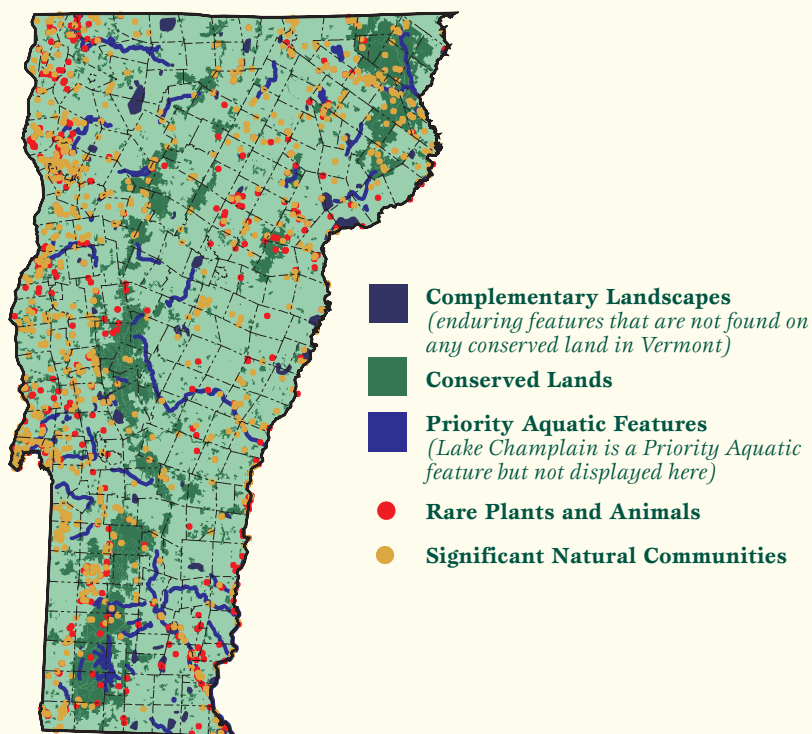 Complementary Landscapes
(enduring features that are not found on
any conserved land in Vermont)
Conserved Lands
Priority Aquatic Features
(Lake Champlain is a Priority Aquatic
feature but not displayed here)
Rare Plants and Animals
Significant Natural Communities